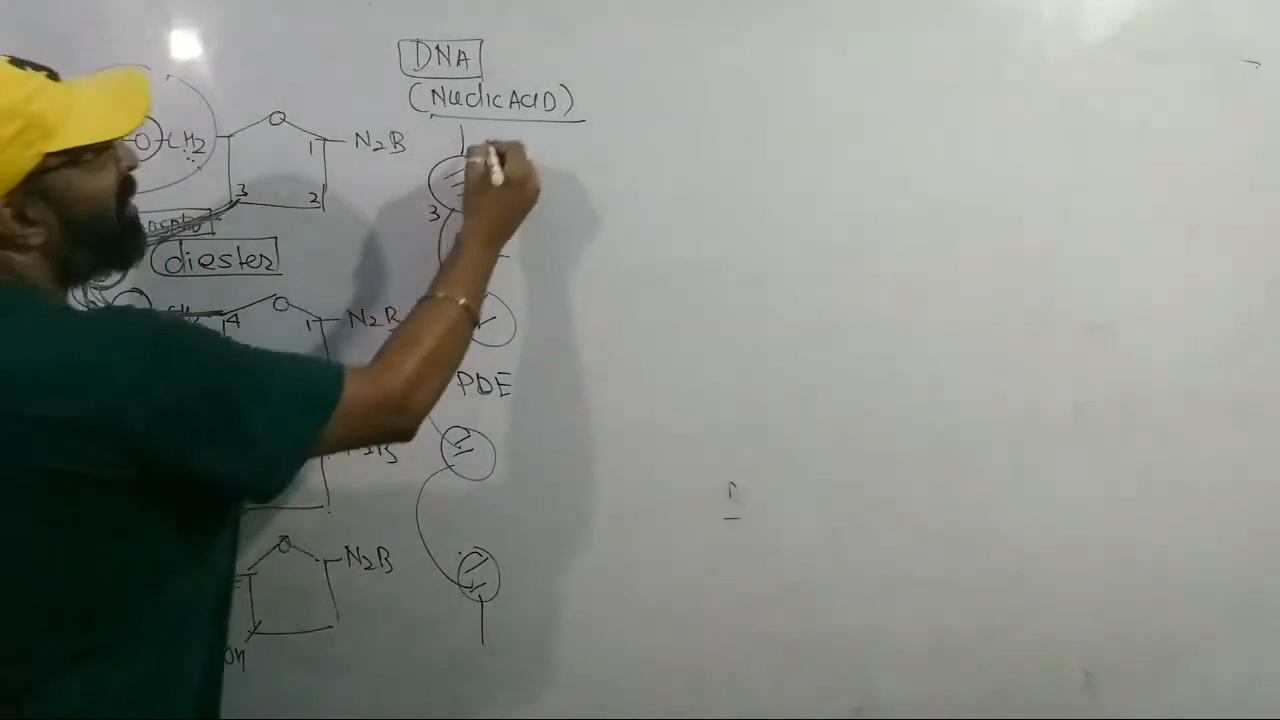 DNA
(Nucleic ACID)
O-CH2 O 1 N2B
3 2
3
diester
O
4 1 N2B
PDE
O N2B
OH